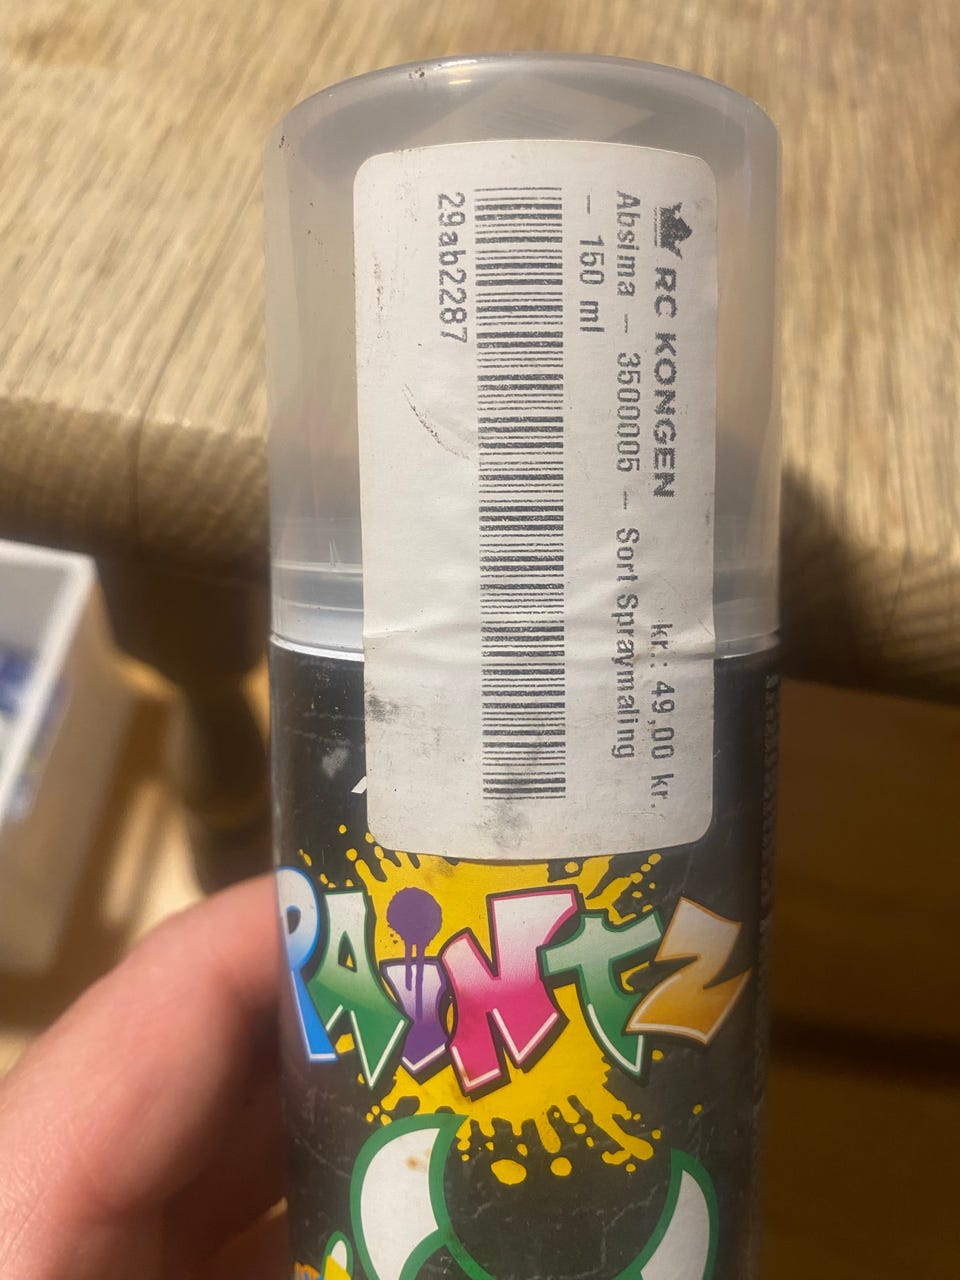 RC KONGEN kr.: 49,00 kr.
Absima - 3500005 - Sort Spraymaling
- 150 ml
29ab2287
PAiNTZ